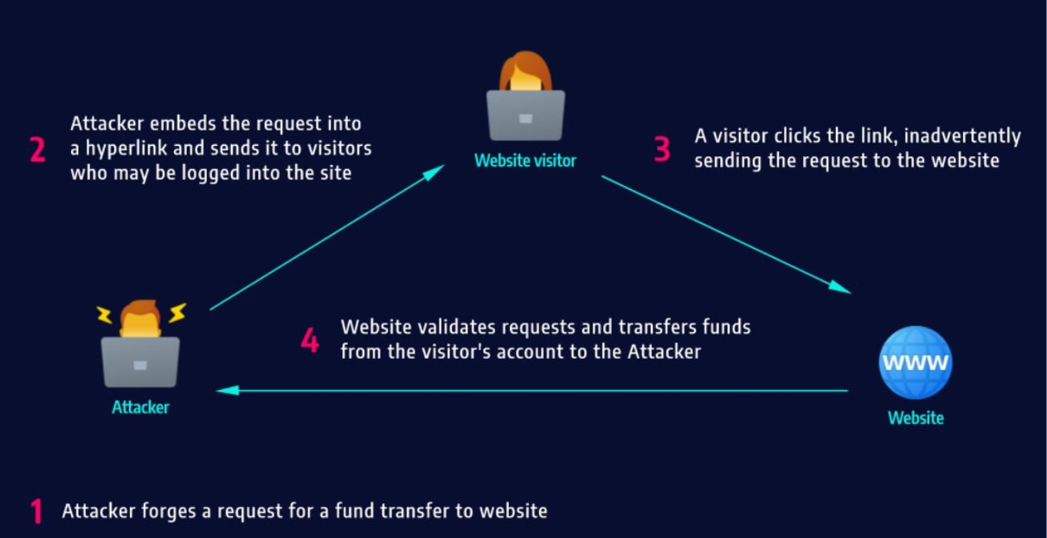 2
Attacker embeds the request into
a hyperlink and sends it to visitors
who may be logged into the site
Website visitor
3
A visitor clicks the link, inadvertently
sending the request to the website
4
Website validates requests and transfers funds
from the visitor's account to the Attacker
Attacker
WWW
Website
1 Attacker forges a request for a fund transfer to website